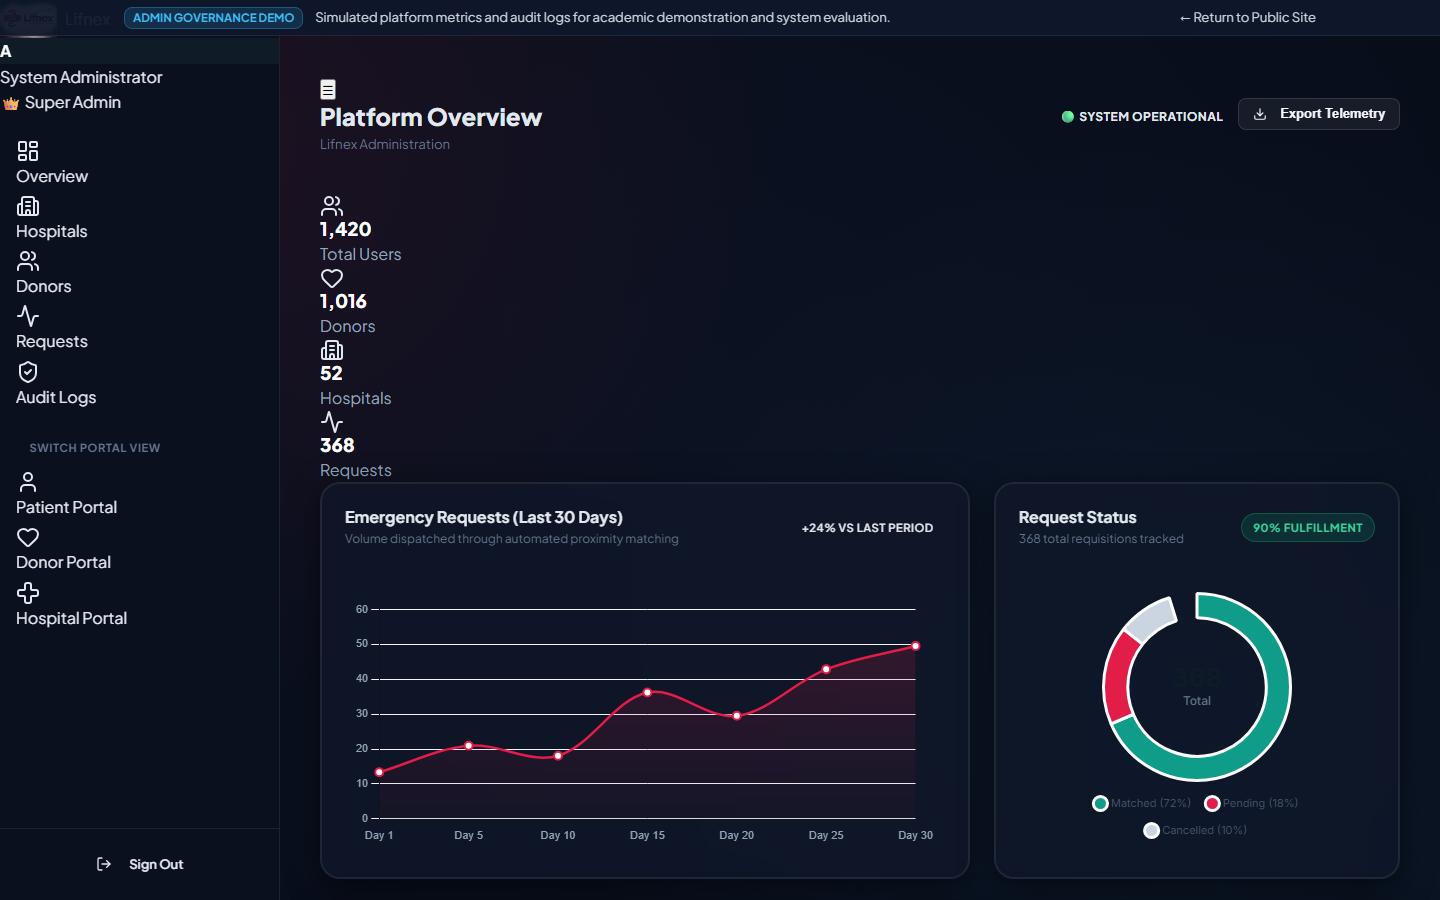 Lifnex
ADMIN GOVERNANCE DEMO
Simulated platform metrics and audit logs for academic demonstration and system evaluation.
← Return to Public Site
A
System Administrator
Super Admin
Overview
Hospitals
Donors
Requests
Audit Logs
SWITCH PORTAL VIEW
Patient Portal
Donor Portal
Hospital Portal
Sign Out
Platform Overview
Lifnex Administration
SYSTEM OPERATIONAL
Export Telemetry
1,420
Total Users
1,016
Donors
52
Hospitals
368
Requests
Emergency Requests (Last 30 Days)
Volume dispatched through automated proximity matching
+24% VS LAST PERIOD
60
50
40
30
20
10
0
Day 1 Day 5 Day 10 Day 15 Day 20 Day 25 Day 30
Request Status
368 total requisitions tracked
90% FULFILLMENT
368
Total
Matched (72%) Pending (18%)
Cancelled (10%)